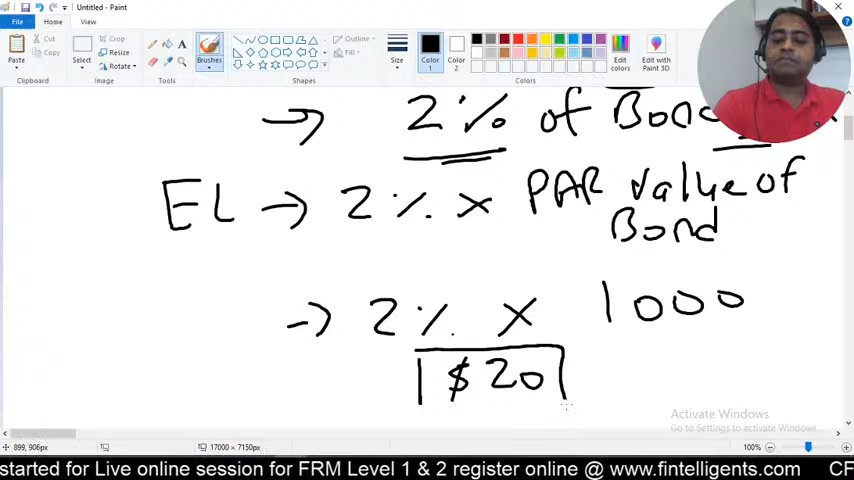 Untitled - Paint
File Home View
Paste Cut Copy Select Crop Resize Rotate Brushes Outline Fill Size Color 1 Color 2 Edit colors Edit with Paint 3D
Clipboard Image Tools Shapes Colors
→ 2% of Bond
EL → 2% × PAR value of
Bond
→ 2% × 1000
$20
Activate Windows
Go to Settings to activate Windows.
899, 906px 17000 × 7150px 100%
started for Live online session for FRM Level 1 & 2 register online @ www.fintelligents.com CF